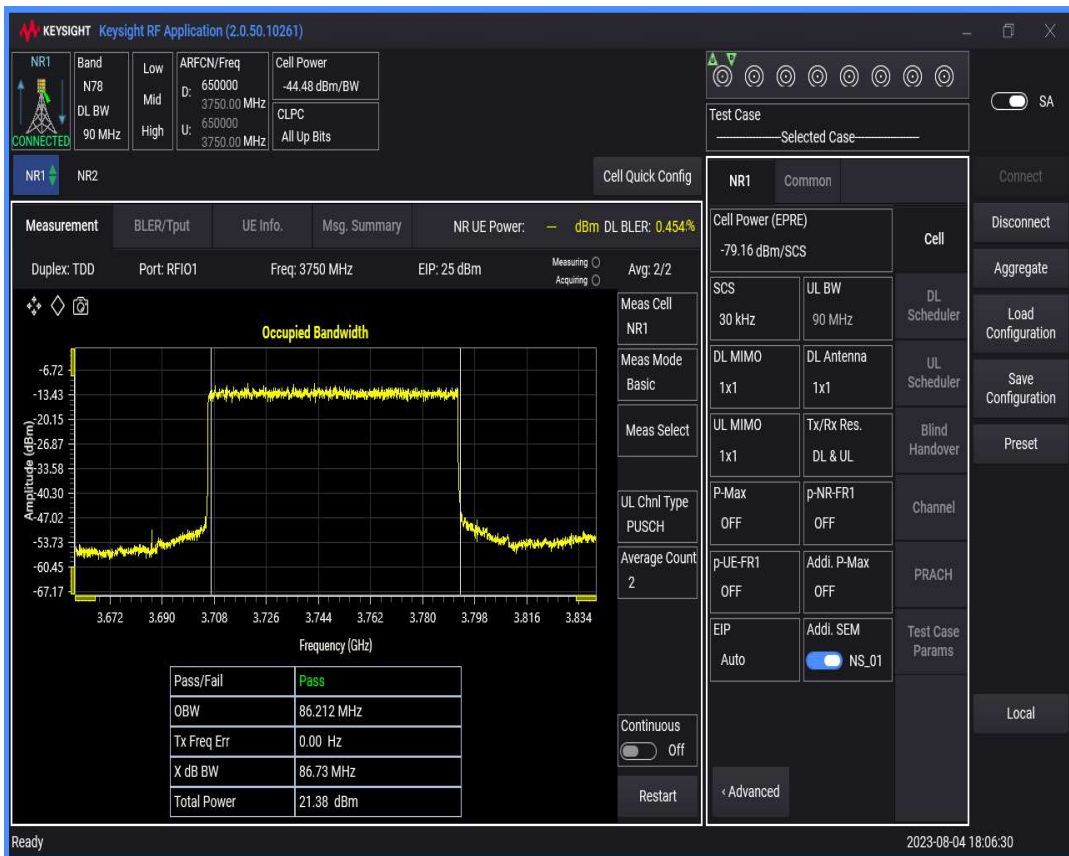 KEYSIGHT Keysight RF Application (2.0.50.10261)
NR1
CONNECTED
Band
N78
DL BW
90 MHz
Low
Mid
High
ARFCN/Freq
D: 650000
3750.00 MHz
U: 650000
3750.00 MHz
Cell Power
-44.48 dBm/BW
CLPC
All Up Bits
Test Case
Selected Case
SA
NR1 NR2
Cell Quick Config
Measurement BLER/Tput UE Info. Msg. Summary NR UE Power: -- dBm DL BLER: 0.454%
Duplex: TDD Port: RFIO1 Freq: 3750 MHz EIP: 25 dBm Measuring Avg: 2/2
Acquiring
Occupied Bandwidth
Amplitude (dBm)
-6.72
-13.43
-20.15
-26.87
-33.58
-40.30
-47.02
-53.73
-60.45
-67.17
3.672 3.690 3.708 3.726 3.744 3.762 3.780 3.798 3.816 3.834
Frequency (GHz)
Pass/Fail Pass
OBW 86.212 MHz
Tx Freq Err 0.00 Hz
X dB BW 86.73 MHz
Total Power 21.38 dBm
Meas Cell
NR1
Meas Mode
Basic
Meas Select
UL Chnl Type
PUSCH
Average Count
2
Continuous
Off
Restart
NR1 Common
Cell Power (EPRE)
-79.16 dBm/SCS
SCS
30 kHz
UL BW
90 MHz
DL MIMO
1x1
DL Antenna
1x1
UL MIMO
1x1
Tx/Rx Res.
DL & UL
P-Max
OFF
p-NR-FR1
OFF
p-UE-FR1
OFF
Addi. P-Max
OFF
EIP
Auto
Addi. SEM
NS_01
‹ Advanced
Cell
DL
Scheduler
UL
Scheduler
Blind
Handover
Channel
PRACH
Test Case
Params
Connect
Disconnect
Aggregate
Load
Configuration
Save
Configuration
Preset
Local
Ready
2023-08-04 18:06:30